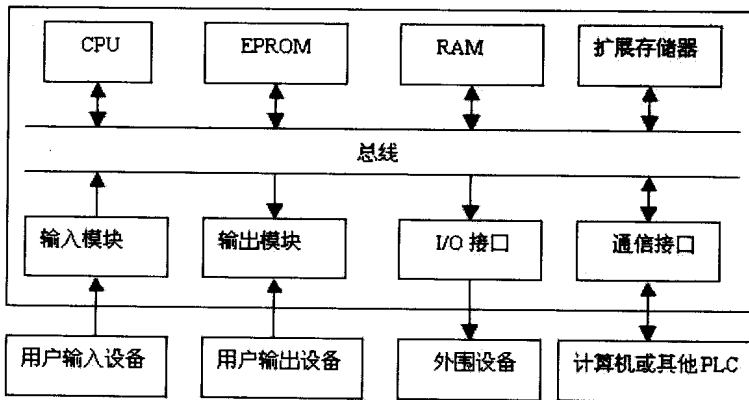 CPU
EPROM
RAM
扩展存储器
总线
输入模块
输出模块
I/O 接口
通信接口
用户输入设备
用户输出设备
外围设备
计算机或其他PLC